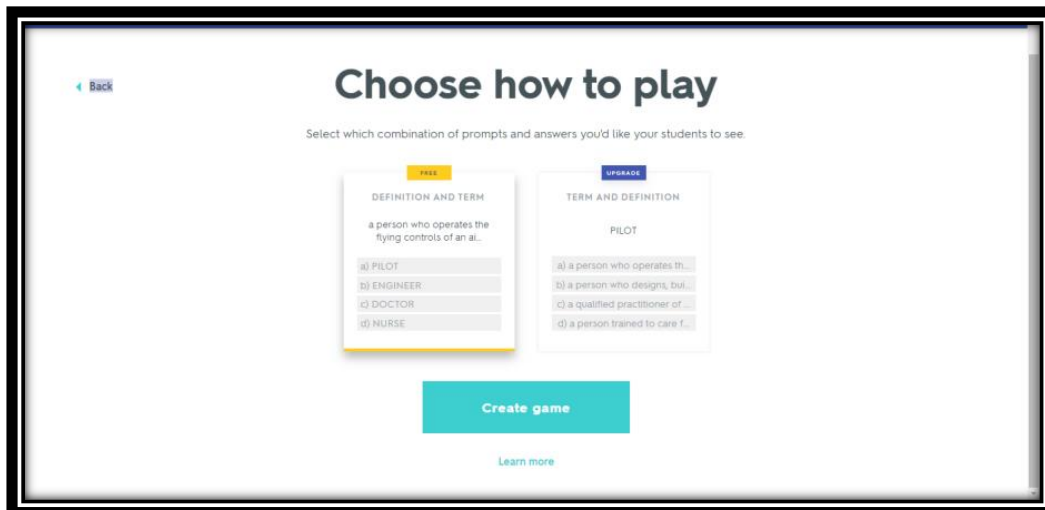 Back
Choose how to play
Select which combination of prompts and answers you'd like your students to see.
FREE
DEFINITION AND TERM
a person who operates the
flying controls of an ai...
a) PILOT
b) ENGINEER
c) DOCTOR
d) NURSE
UPGRADE
TERM AND DEFINITION
PILOT
a) a person who operates th...
b) a person who designs, bui...
c) a qualified practitioner of ...
d) a person trained to care f...
Create game
Learn more